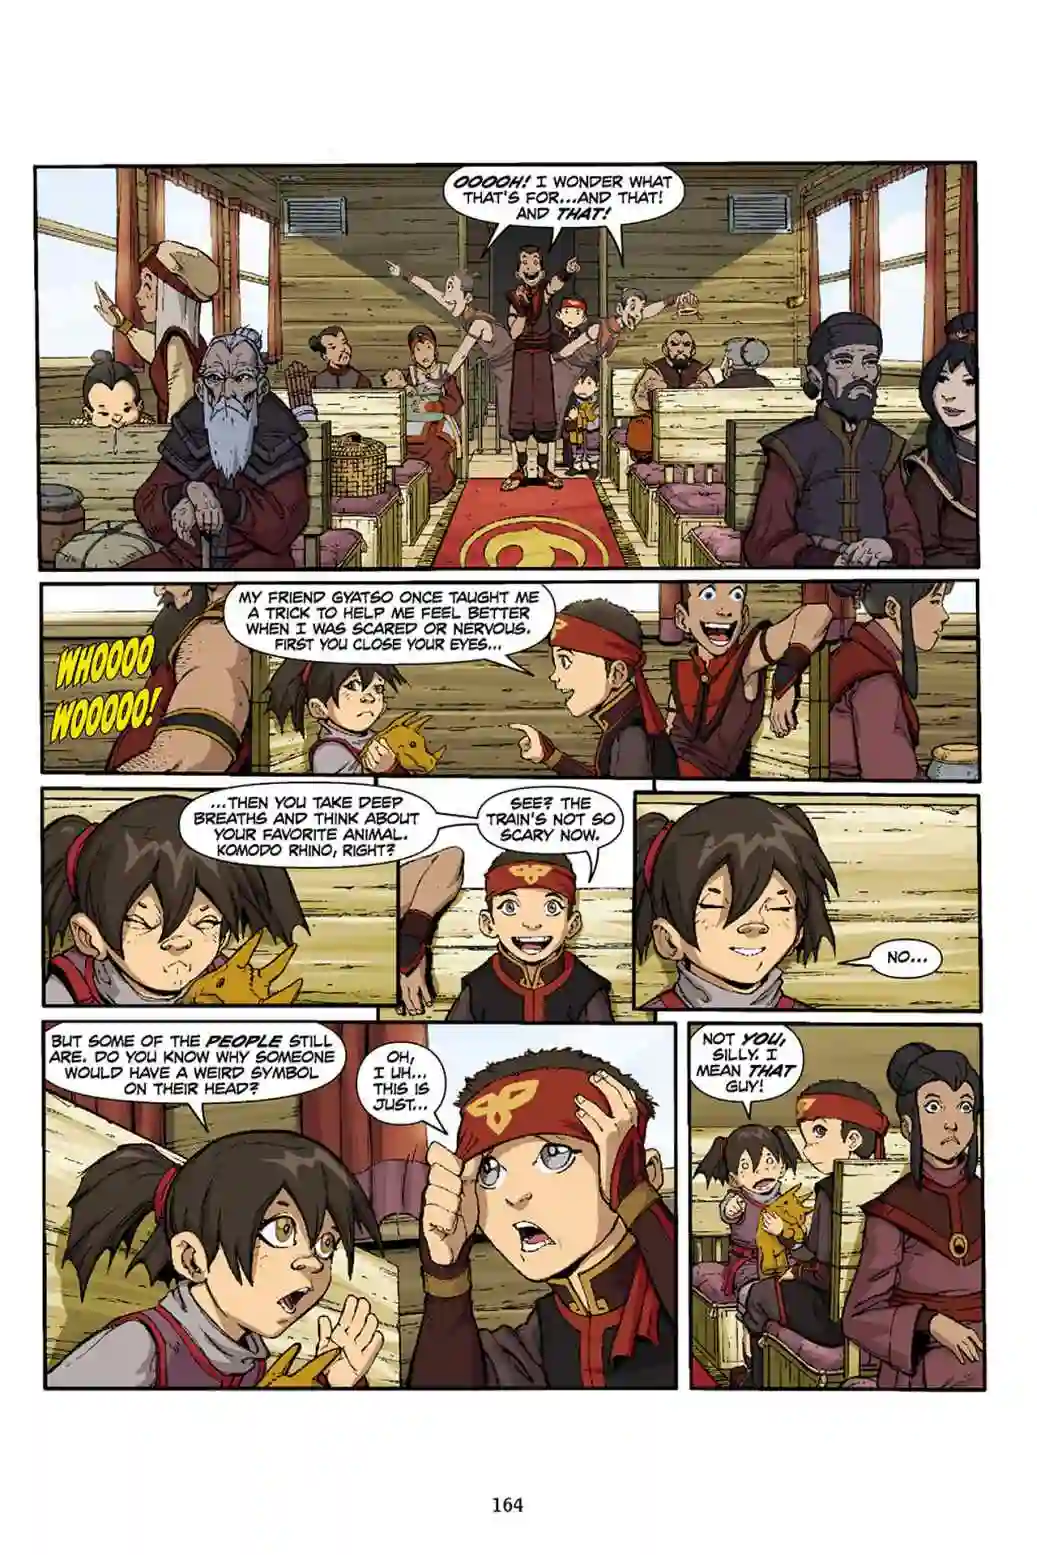 OOOOH! I WONDER WHAT
THAT'S FOR...AND THAT!
AND THAT!
WHOOOO
WOOOOO!
MY FRIEND GYATSO ONCE TAUGHT ME
A TRICK TO HELP ME FEEL BETTER
WHEN I WAS SCARED OR NERVOUS.
FIRST YOU CLOSE YOUR EYES...
...THEN YOU TAKE DEEP
BREATHS AND THINK ABOUT
YOUR FAVORITE ANIMAL.
KOMODO RHINO, RIGHT?
SEE? THE
TRAIN'S NOT SO
SCARY NOW.
NO...
BUT SOME OF THE PEOPLE STILL
ARE. DO YOU KNOW WHY SOMEONE
WOULD HAVE A WEIRD SYMBOL
ON THEIR HEAD?
OH,
I UH...
THIS IS
JUST...
NOT YOU,
SILLY. I
MEAN THAT
GUY!
164